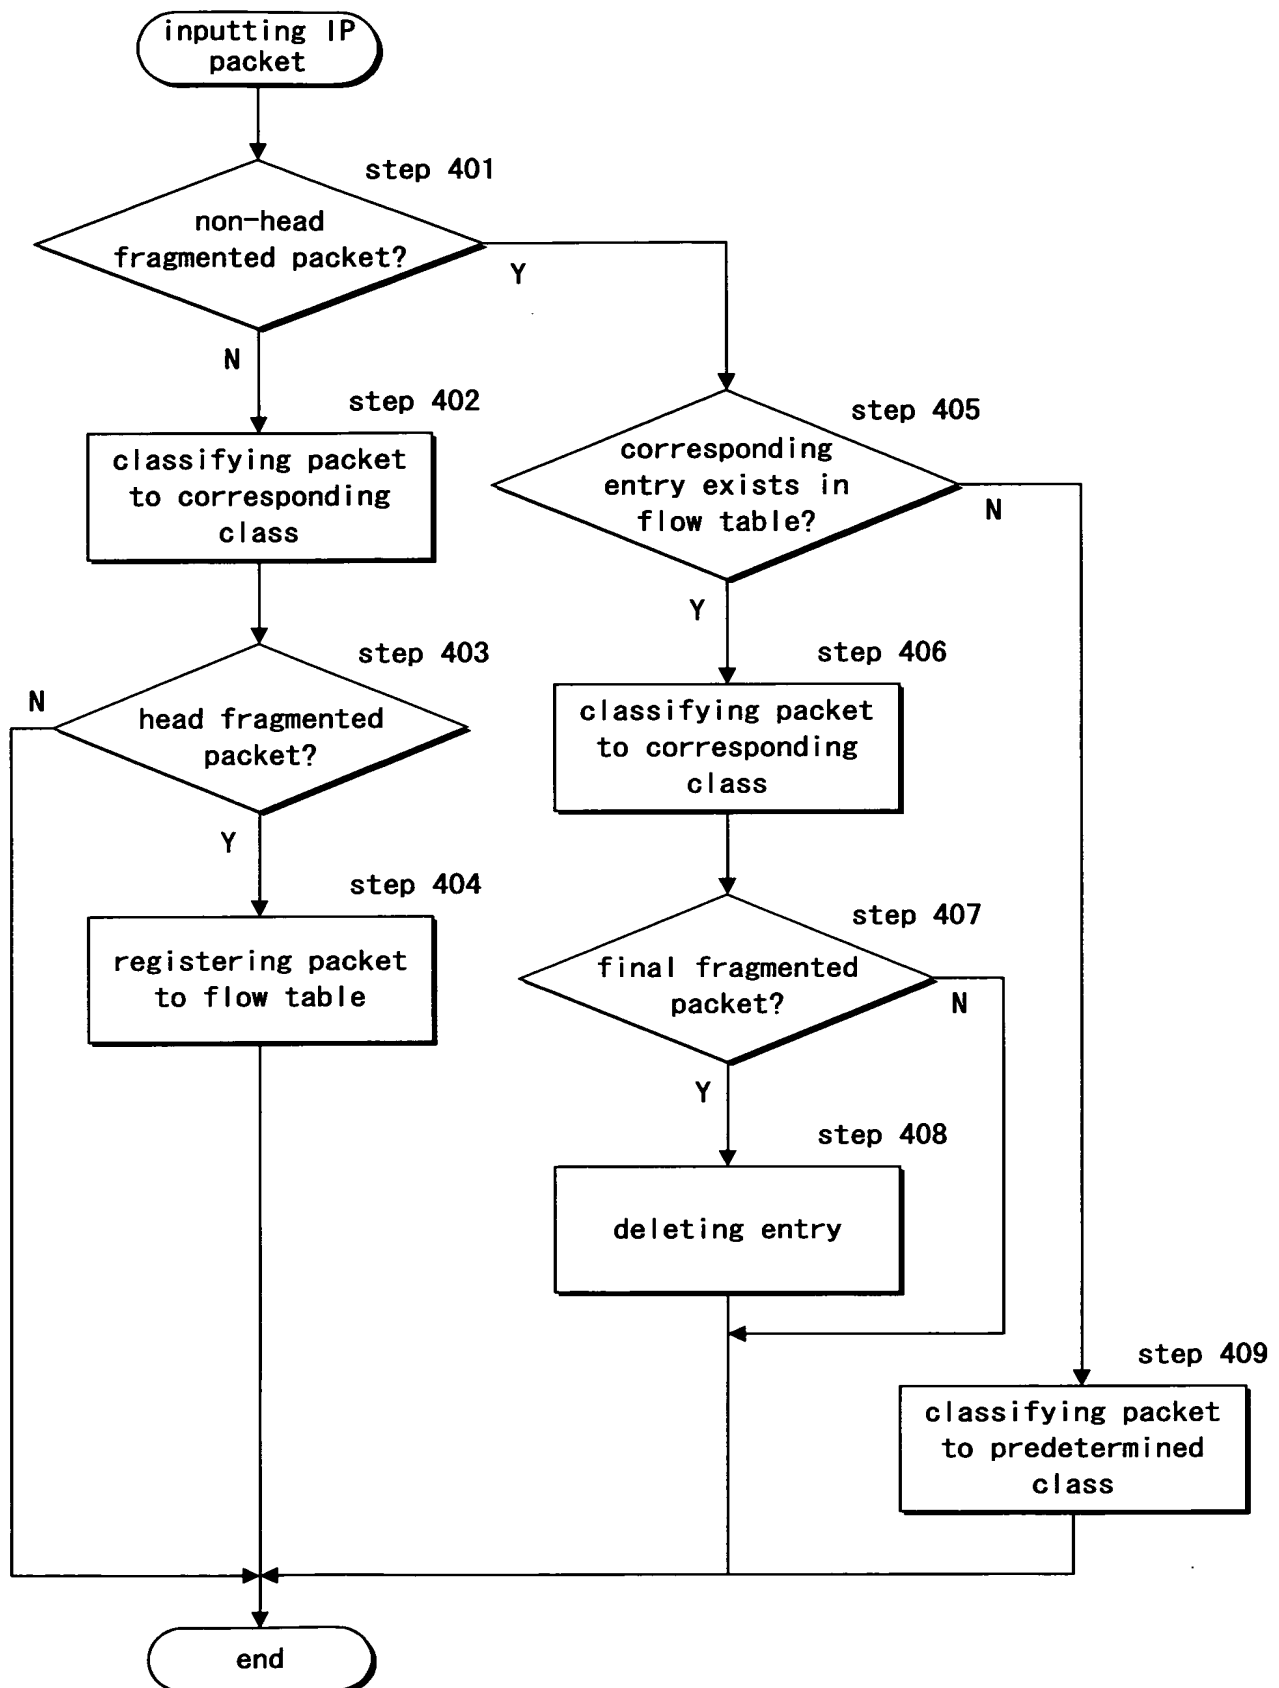 inputting IP
packet
step 401
non-head
fragmented packet?
Y
N
step 402
classifying packet
to corresponding
class
step 405
corresponding
entry exists in
flow table?
N
Y
step 403
N
head fragmented
packet?
Y
step 406
classifying packet
to corresponding
class
step 404
registering packet
to flow table
step 407
final fragmented
packet?
N
Y
step 408
deleting entry
step 409
classifying packet
to predetermined
class
end